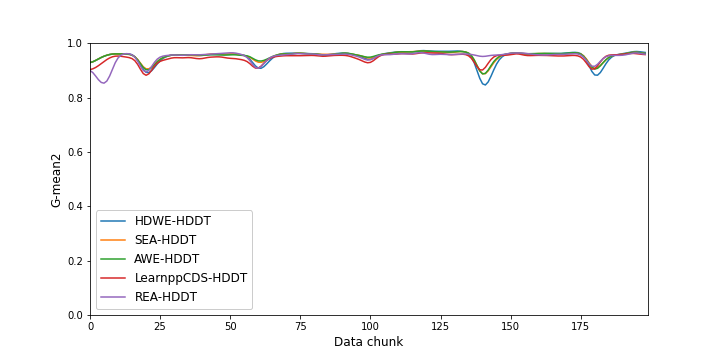 1.0
0.8
0.6
0.4
0.2
0.0
G-mean2
HDWE-HDDT
SEA-HDDT
AWE-HDDT
LearnppCDS-HDDT
REA-HDDT
0 25 50 75 100 125 150 175
Data chunk